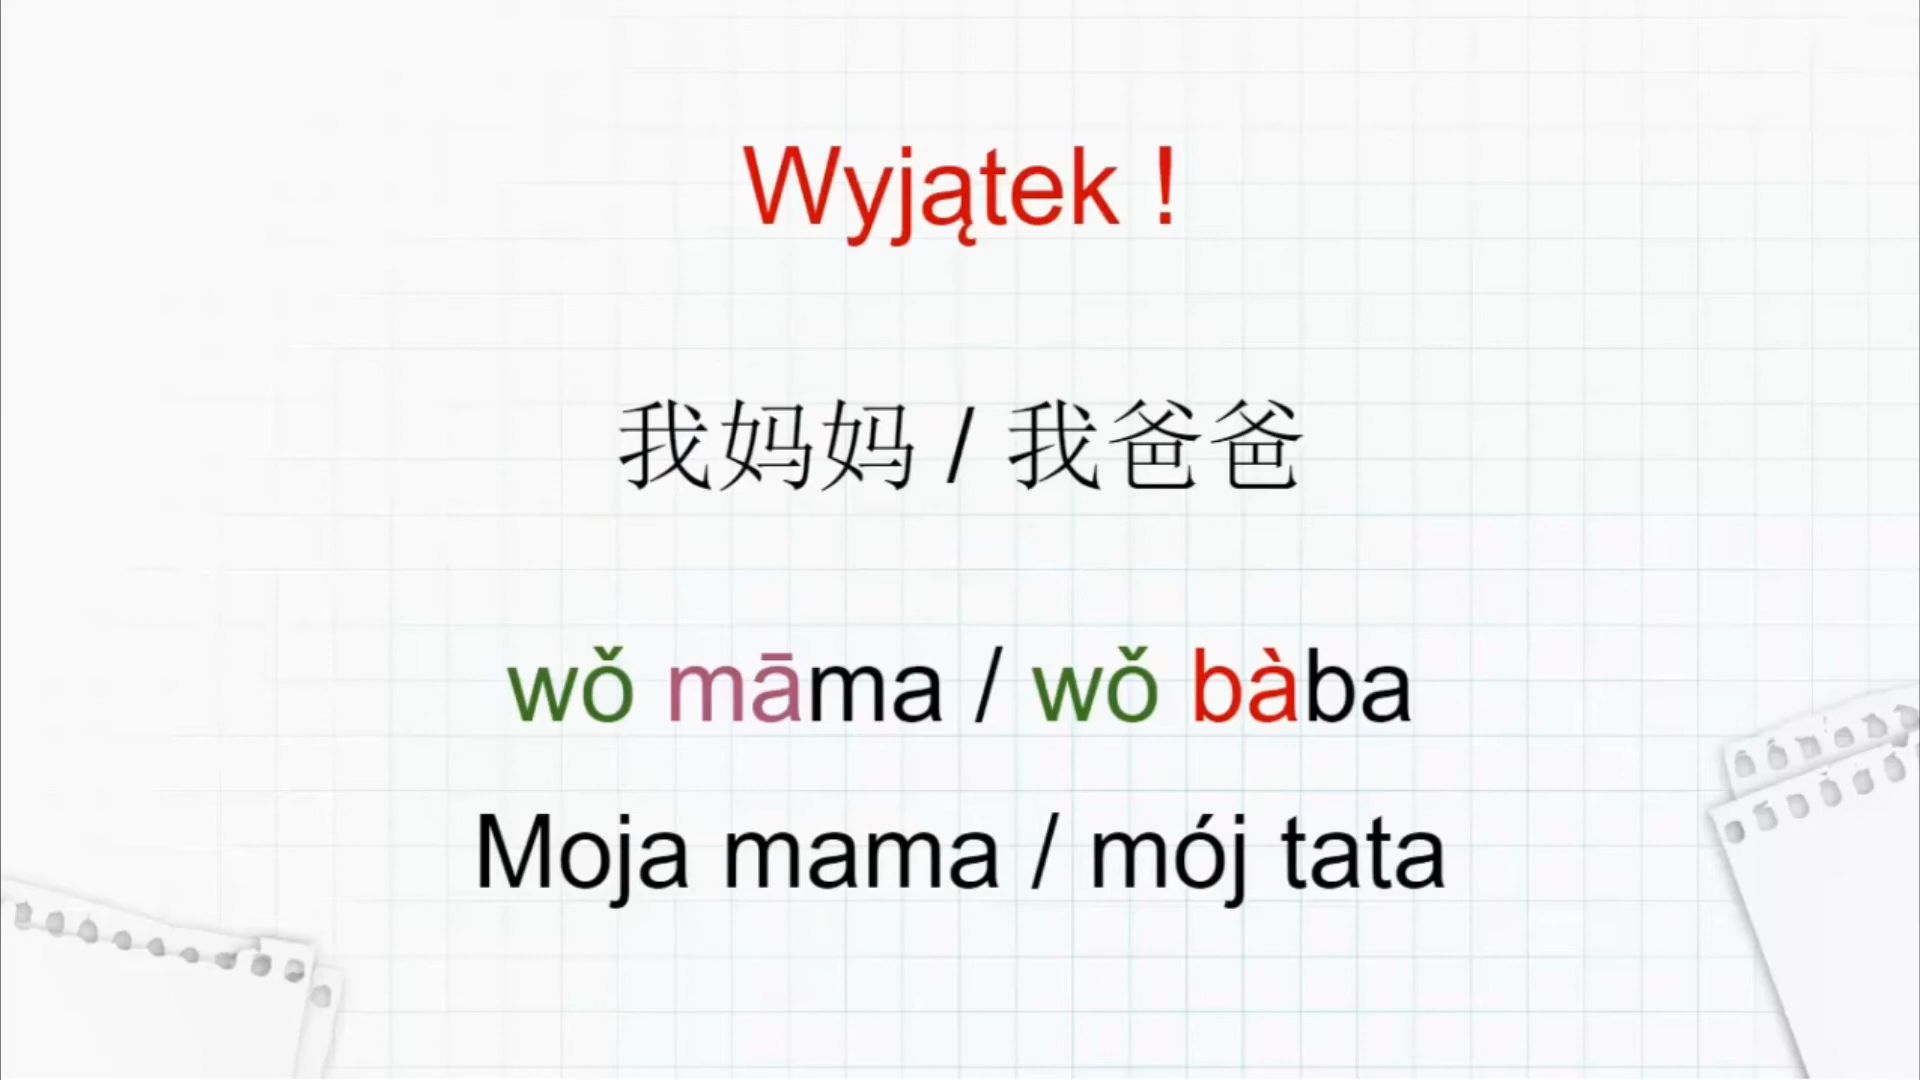 Wyjątek !
我妈妈 / 我爸爸
wǒ māma / wǒ bàba
Moja mama / mój tata